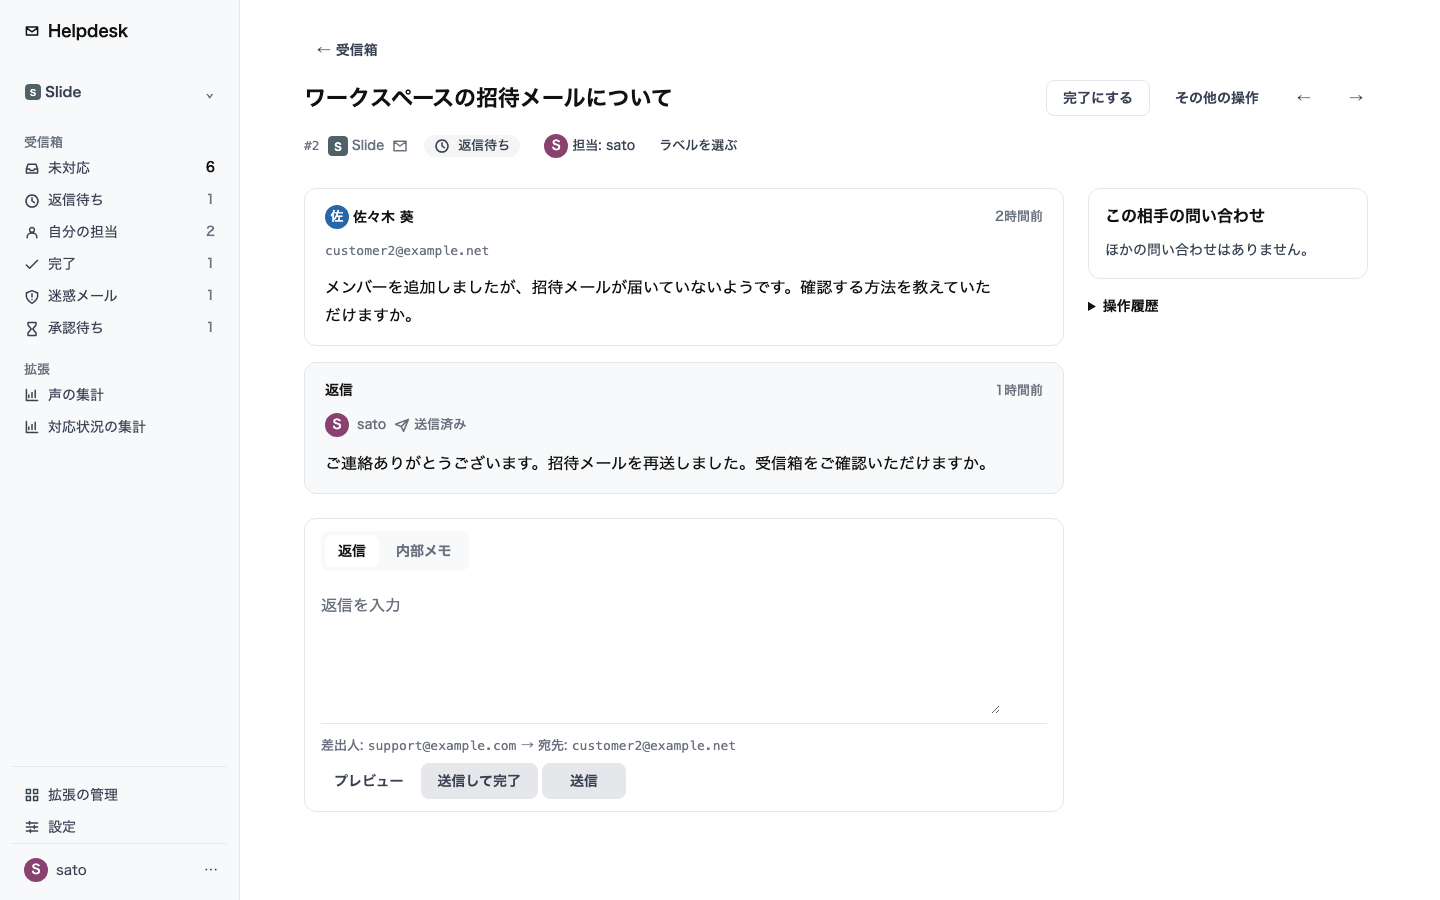 Helpdesk
S Slide
受信箱
未対応 6
返信待ち 1
自分の担当 2
完了 1
迷惑メール 1
承認待ち 1
拡張
声の集計
対応状況の集計
拡張の管理
設定
S sato ...
← 受信箱
ワークスペースの招待メールについて
完了にする その他の操作 ← →
#2 S Slide 返信待ち S 担当: sato ラベルを選ぶ
佐 佐々木 葵 2時間前
customer2@example.net
メンバーを追加しましたが、招待メールが届いていないようです。確認する方法を教えていた
だけますか。
返信 1時間前
S sato 送信済み
ご連絡ありがとうございます。招待メールを再送しました。受信箱をご確認いただけますか。
返信 内部メモ
返信を入力
差出人: support@example.com → 宛先: customer2@example.net
プレビュー 送信して完了 送信
この相手の問い合わせ
ほかの問い合わせはありません。
▶ 操作履歴